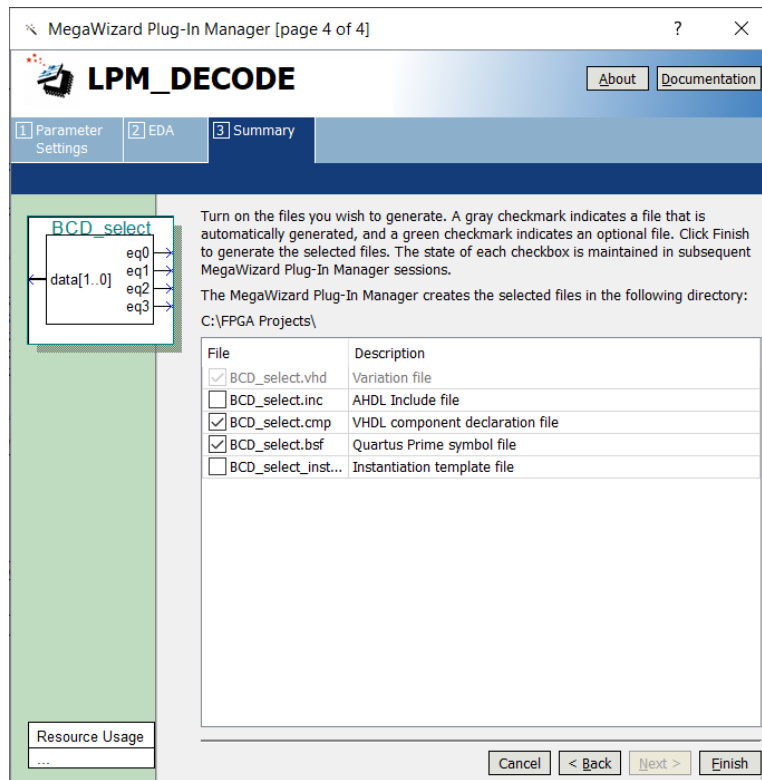 MegaWizard Plug-In Manager [page 4 of 4] ?
LPM_DECODE
About Documentation
1 Parameter Settings
2 EDA
3 Summary
BCD_select
data[1..0]
eq0
eq1
eq2
eq3
Turn on the files you wish to generate. A gray checkmark indicates a file that is
automatically generated, and a green checkmark indicates an optional file. Click Finish
to generate the selected files. The state of each checkbox is maintained in subsequent
MegaWizard Plug-In Manager sessions.
The MegaWizard Plug-In Manager creates the selected files in the following directory:
C:\FPGA Projects\
File Description
BCD_select.vhd Variation file
BCD_select.inc AHDL Include file
BCD_select.cmp VHDL component declaration file
BCD_select.bsf Quartus Prime symbol file
BCD_select_inst... Instantiation template file
Resource Usage
...
Cancel < Back Next > Finish